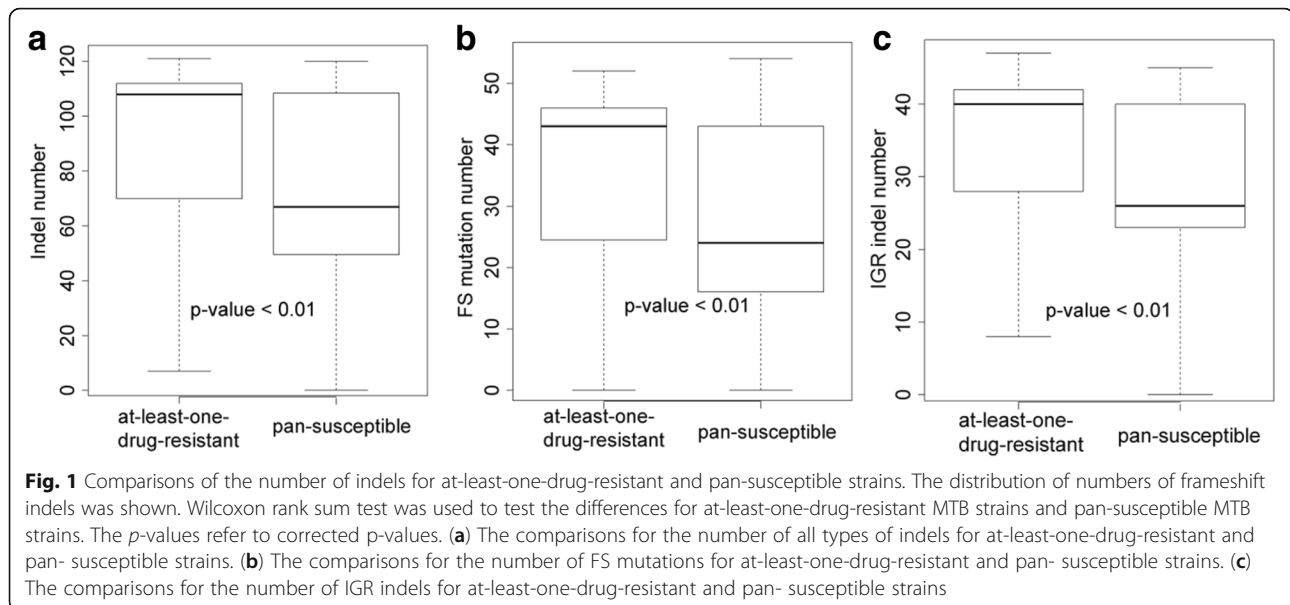 a
b
c
Indel number
0 20 40 60 80 100 120
p-value < 0.01
at-least-one-
drug-resistant
pan-susceptible
FS mutation number
0 10 20 30 40 50
p-value < 0.01
at-least-one-
drug-resistant
pan-susceptible
IGR indel number
0 10 20 30 40
p-value < 0.01
at-least-one-
drug-resistant
pan-susceptible
Fig. 1 Comparisons of the number of indels for at-least-one-drug-resistant and pan-susceptible strains. The distribution of numbers of frameshift
indels was shown. Wilcoxon rank sum test was used to test the differences for at-least-one-drug-resistant MTB strains and pan-susceptible MTB
strains. The p-values refer to corrected p-values. (a) The comparisons for the number of all types of indels for at-least-one-drug-resistant and
pan- susceptible strains. (b) The comparisons for the number of FS mutations for at-least-one-drug-resistant and pan- susceptible strains. (c)
The comparisons for the number of IGR indels for at-least-one-drug-resistant and pan- susceptible strains